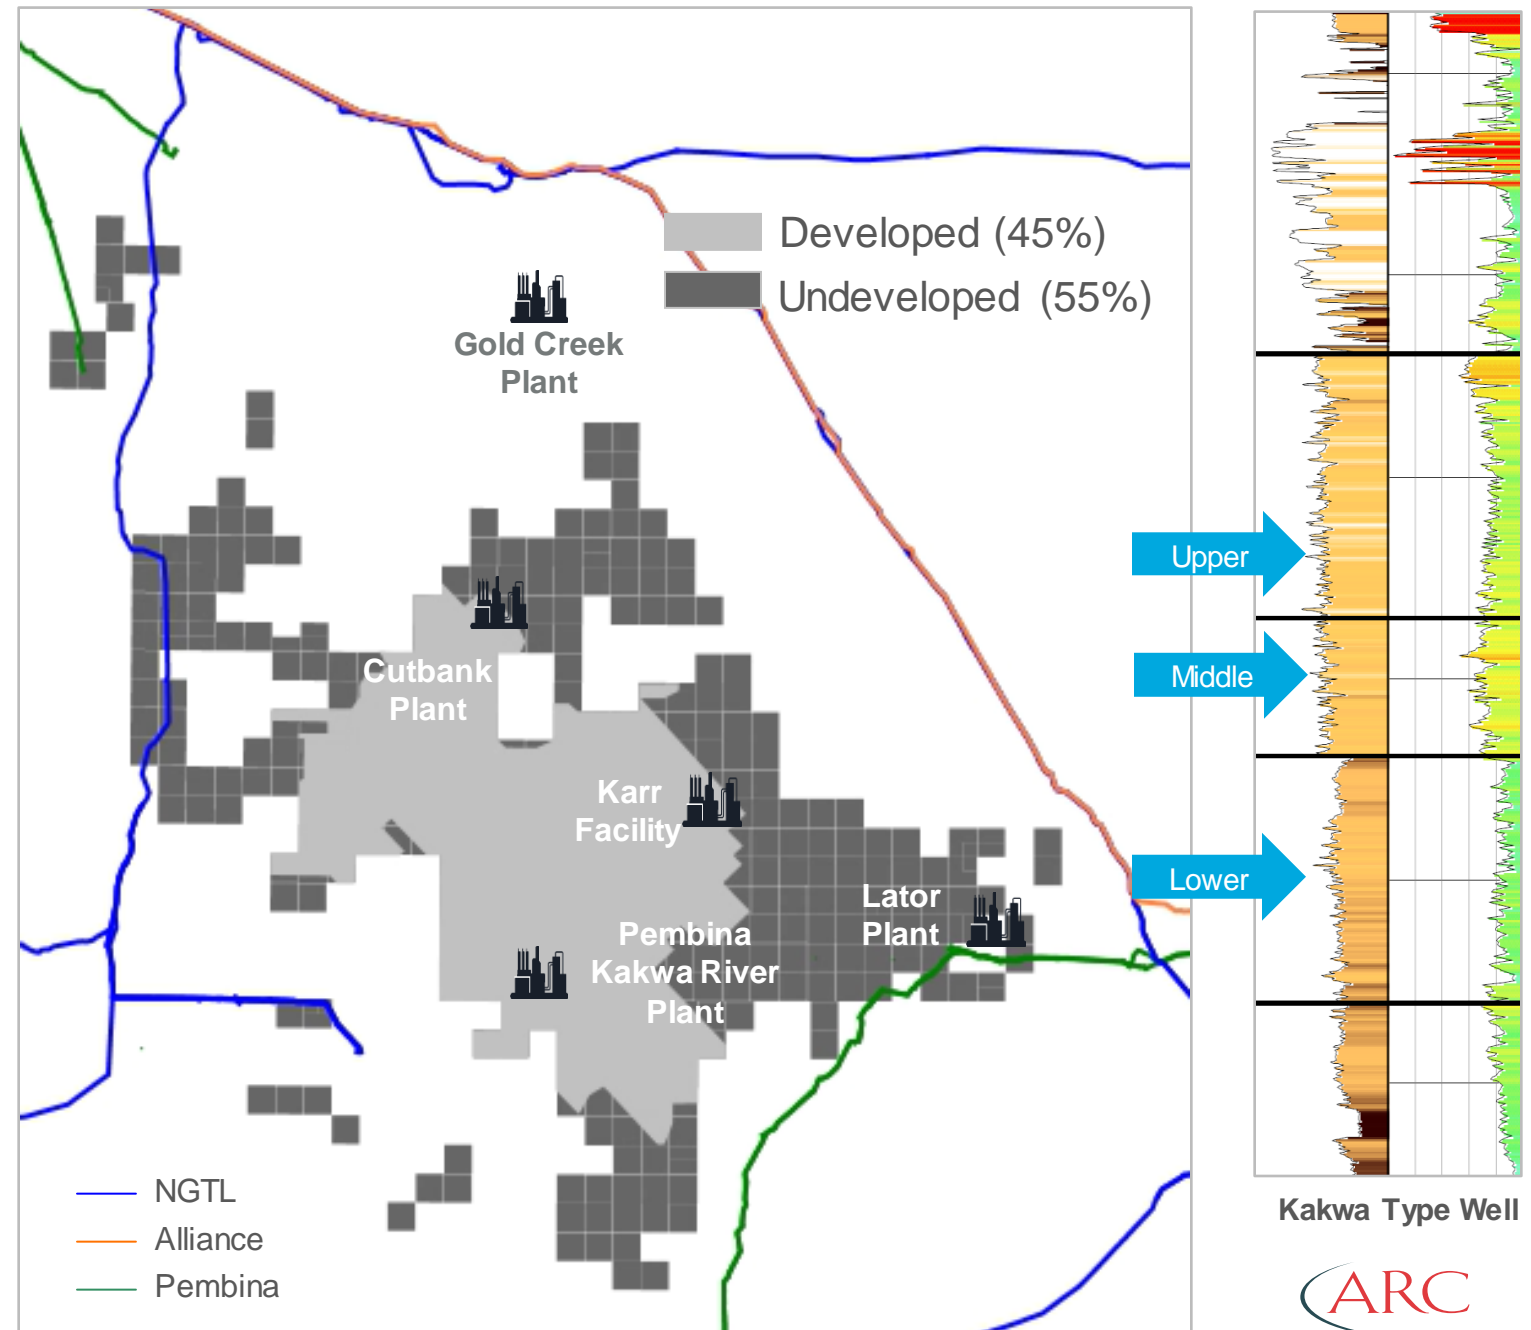 Developed (45%)
Undeveloped (55%)
Gold Creek
Plant
Cutbank
Plant
Karr
Facility
Lator
Plant
Pembina
Kakwa River
Plant
NGTL
Alliance
Pembina
Upper
Middle
Lower
Kakwa Type Well
ARC